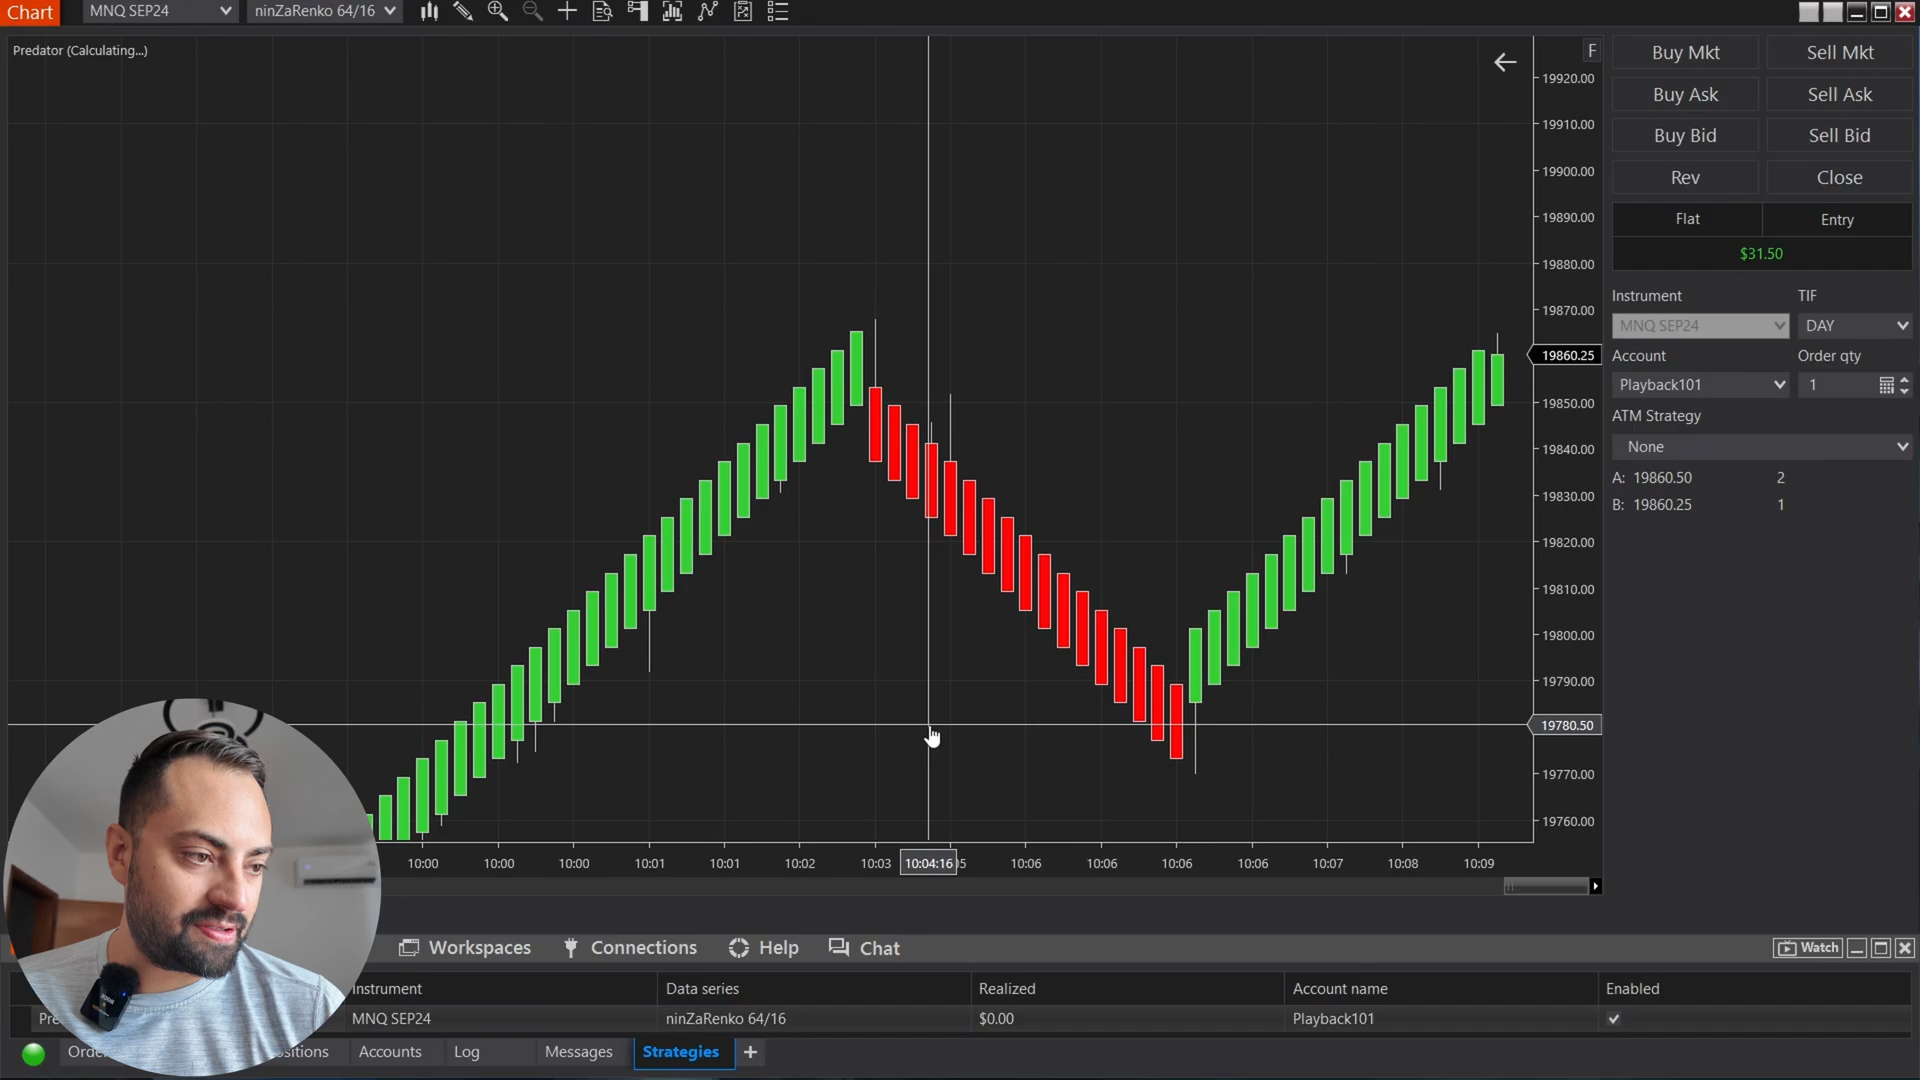 Chart MNQ SEP24 ninZaRenko 64/16
Predator (Calculating...)
F
19920.00
19910.00
19900.00
19890.00
19880.00
19870.00
19860.25
19850.00
19840.00
19830.00
19820.00
19810.00
19800.00
19790.00
19780.50
19770.00
19760.00
10:00 10:00 10:00 10:01 10:01 10:02 10:03 10:04:16 10:06 10:06 10:06 10:06 10:07 10:08 10:09
Buy Mkt Sell Mkt
Buy Ask Sell Ask
Buy Bid Sell Bid
Rev Close
Flat Entry
$31.50
Instrument TIF
MNQ SEP24 DAY
Account Order qty
Playback101 1
ATM Strategy
None
A: 19860.50 2
B: 19860.25 1
Workspaces Connections Help Chat Watch
Instrument Data series Realized Account name Enabled
MNQ SEP24 ninZaRenko 64/16 $0.00 Playback101
Accounts Log Messages Strategies +